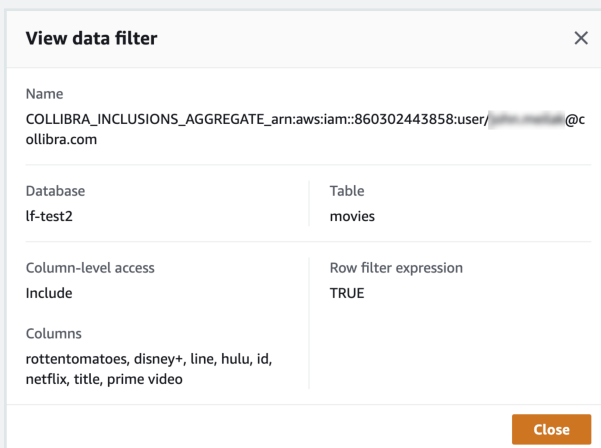 View data filter
Name
COLLIBRA_INCLUSIONS_AGGREGATE_arn:aws:iam::860302443858:user/ @c
ollibra.com
Database
lf-test2
Table
movies
Column-level access
Include
Row filter expression
TRUE
Columns
rottentomatoes, disney+, line, hulu, id,
netflix, title, prime video
Close